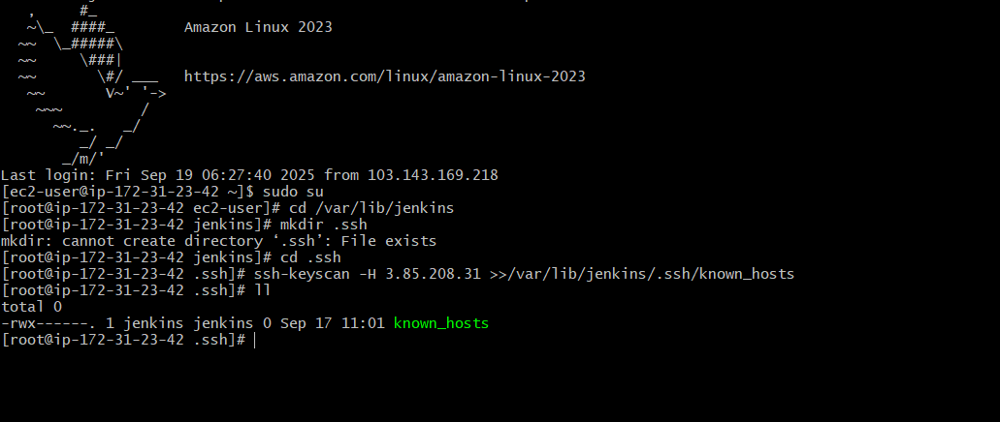 ,     #_
   ~\_  ####_        Amazon Linux 2023
  ~~  \_#####\
  ~~     \###|
  ~~       \#/ ___   https://aws.amazon.com/linux/amazon-linux-2023
   ~~       V~' '->
    ~~~         /
      ~~._.   _/
         _/ _/
       _/m/'
Last login: Fri Sep 19 06:27:40 2025 from 103.143.169.218
[ec2-user@ip-172-31-23-42 ~]$ sudo su
[root@ip-172-31-23-42 ec2-user]# cd /var/lib/jenkins
[root@ip-172-31-23-42 jenkins]# mkdir .ssh
mkdir: cannot create directory ‘.ssh’: File exists
[root@ip-172-31-23-42 jenkins]# cd .ssh
[root@ip-172-31-23-42 .ssh]# ssh-keyscan -H 3.85.208.31 >>/var/lib/jenkins/.ssh/known_hosts
[root@ip-172-31-23-42 .ssh]# ll
total 0
-rwx------. 1 jenkins jenkins 0 Sep 17 11:01 known_hosts
[root@ip-172-31-23-42 .ssh]#